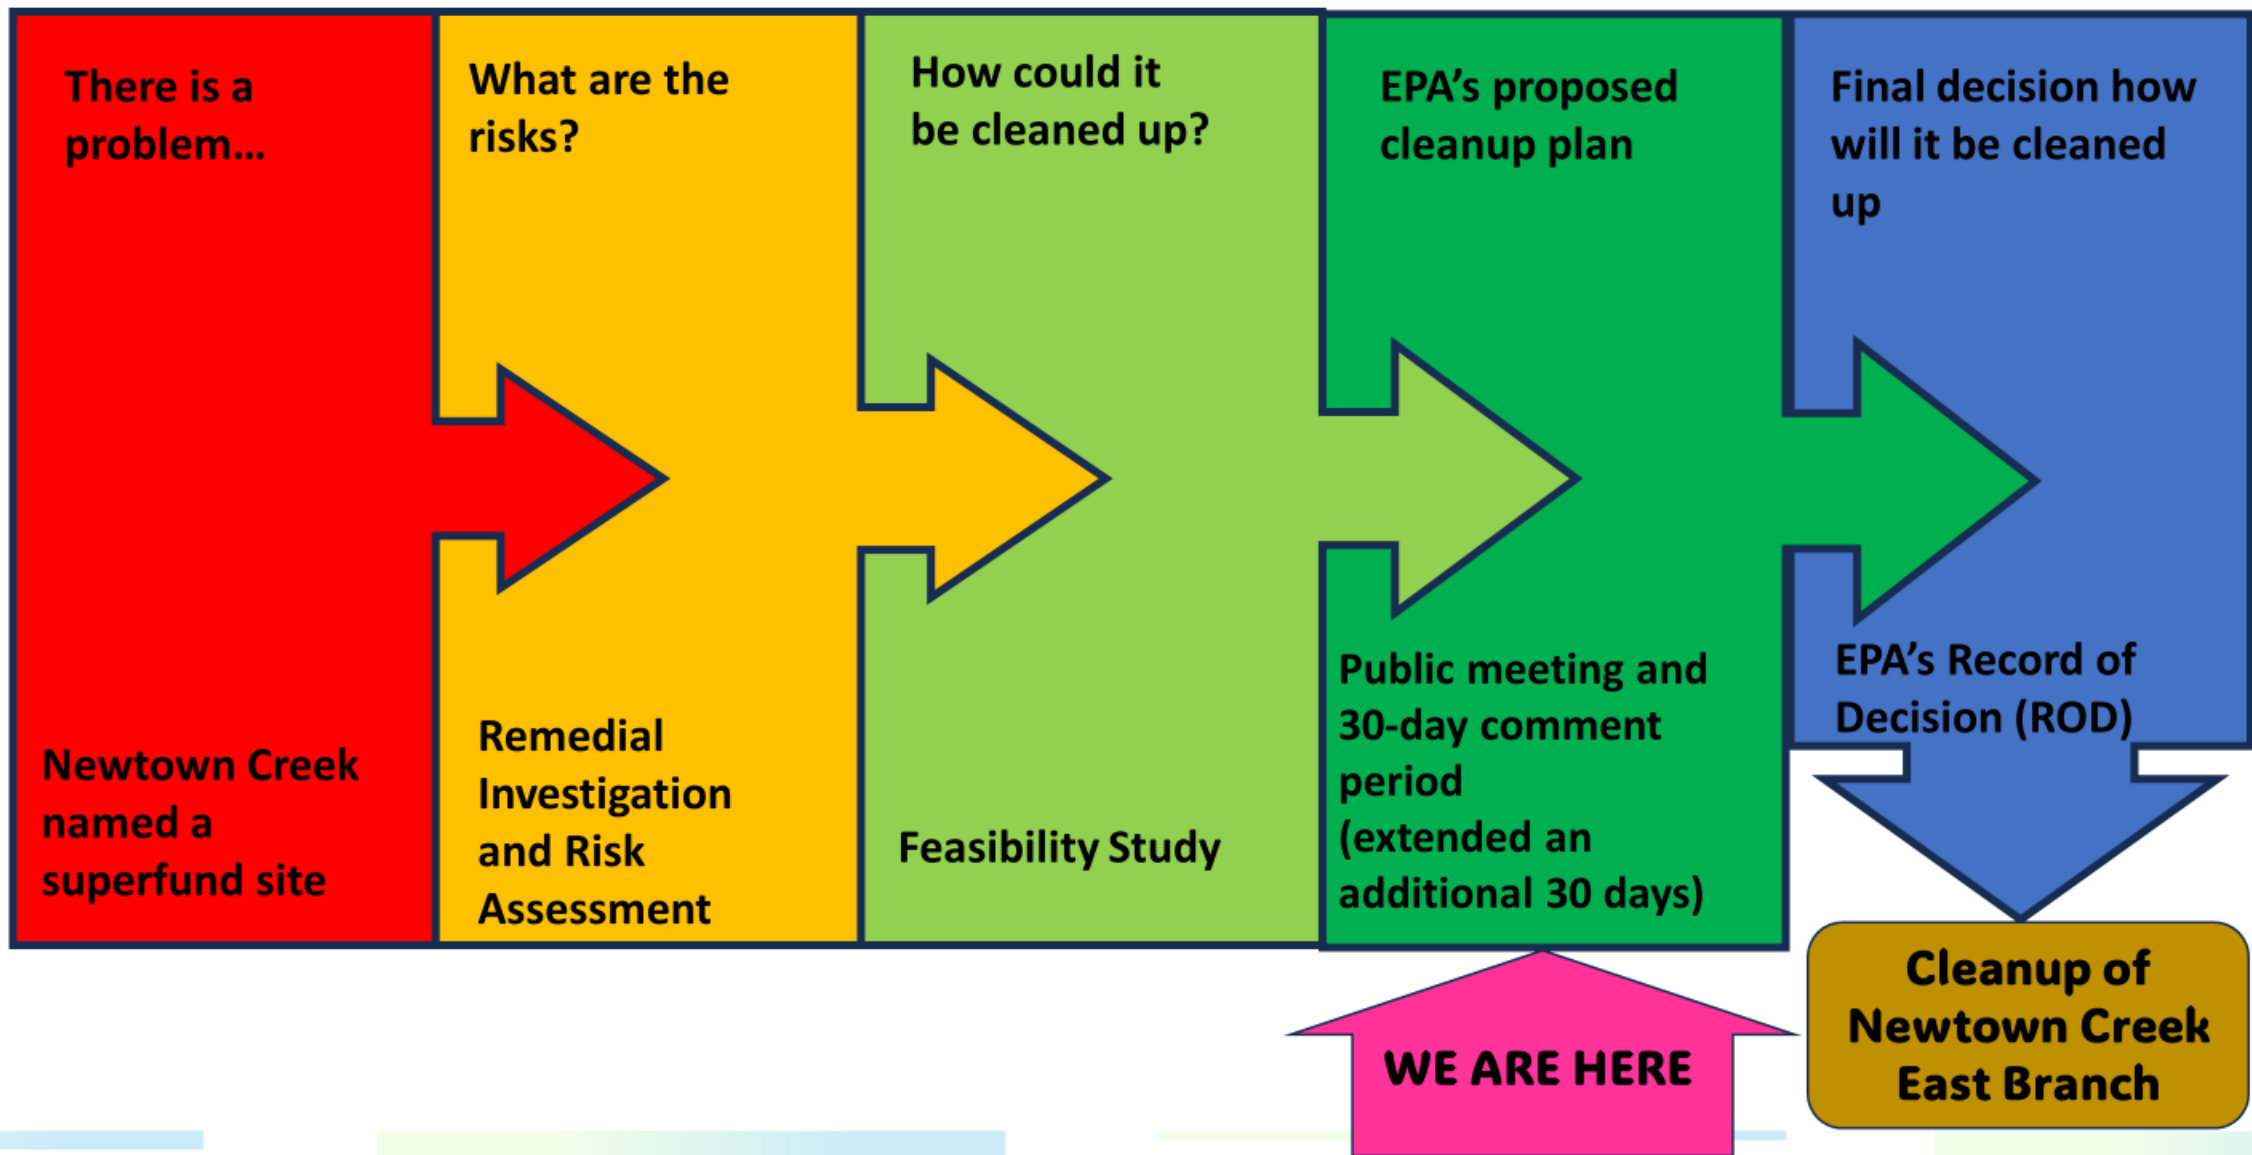 There is a
problem...
Newtown Creek
named a
superfund site
What are the
risks?
Remedial
Investigation
and Risk
Assessment
How could it
be cleaned up?
Feasibility Study
EPA’s proposed
cleanup plan
Public meeting and
30-day comment
period
(extended an
additional 30 days)
WE ARE HERE
Final decision how
will it be cleaned
up
EPA’s Record of
Decision (ROD)
Cleanup of
Newtown Creek
East Branch